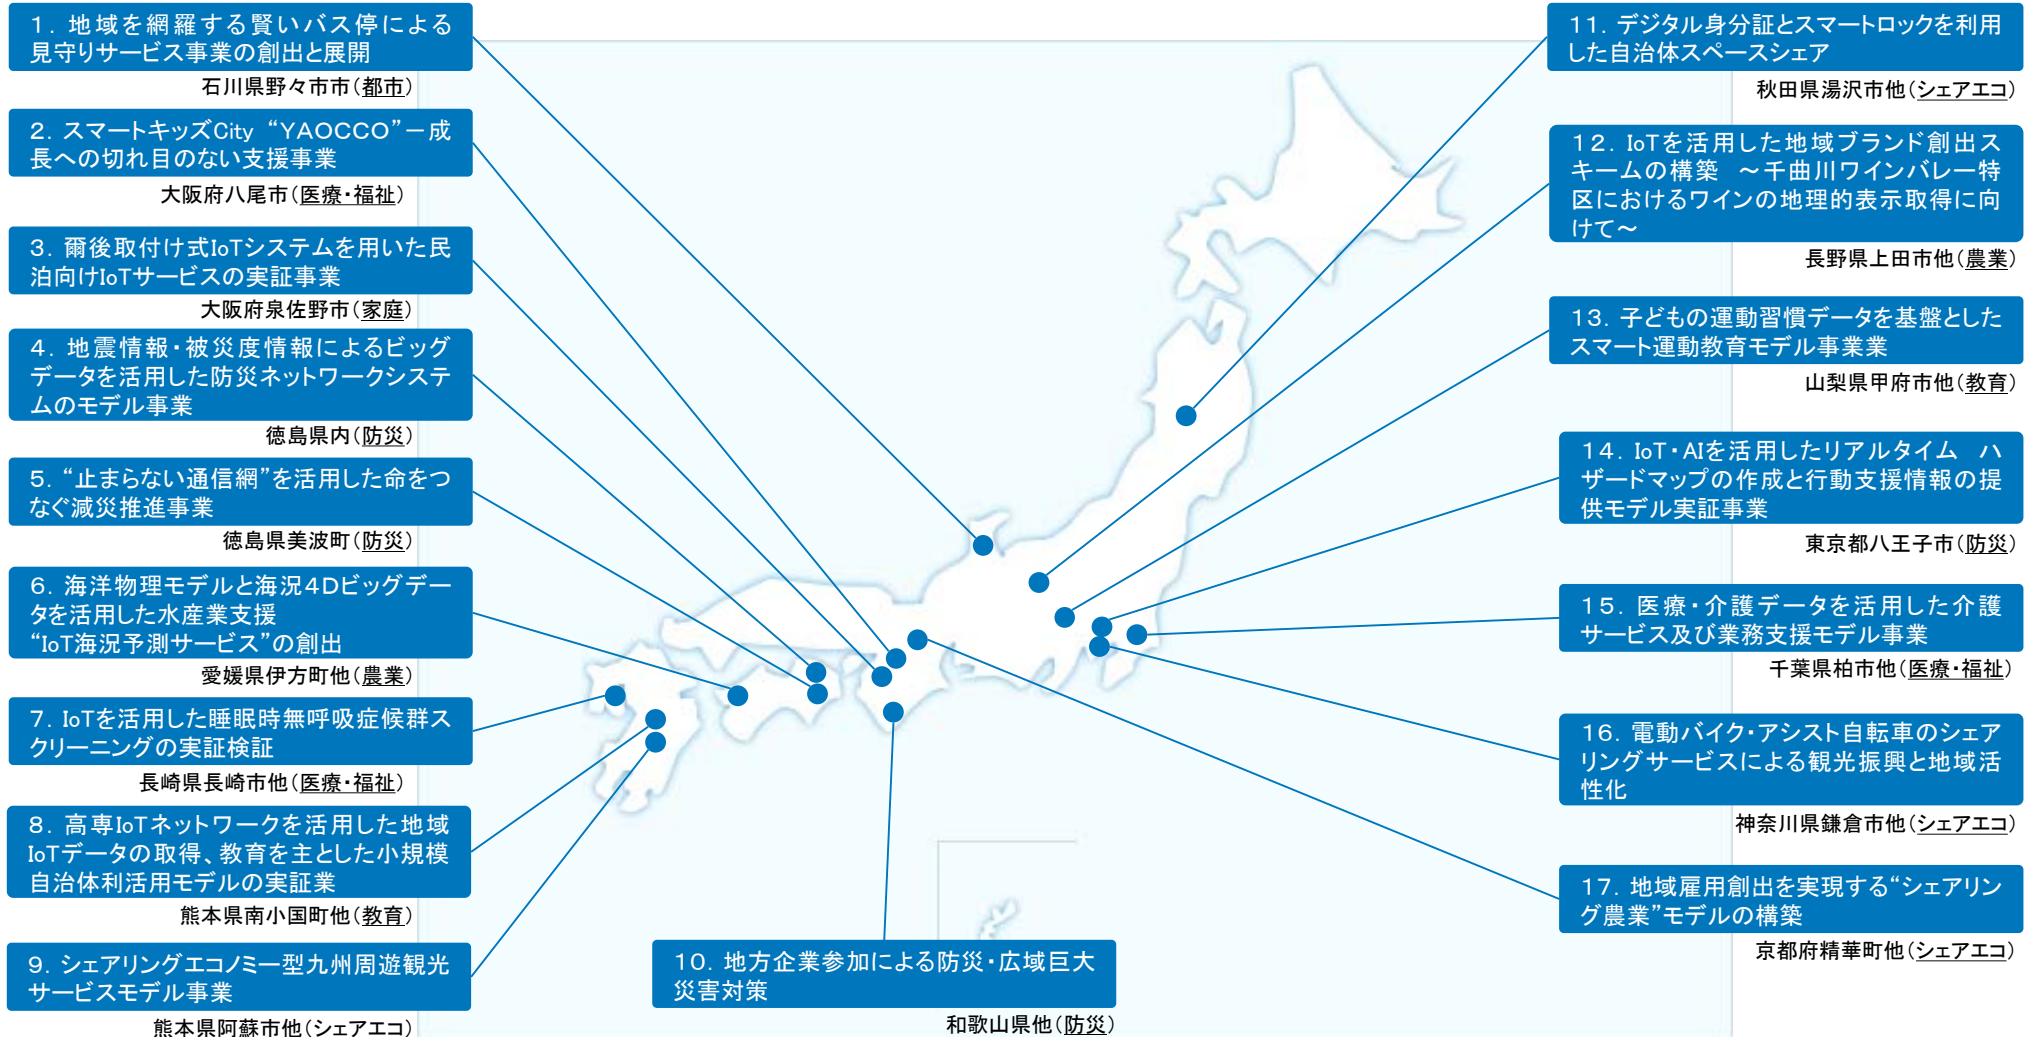 1. 地域を網羅する賢いバス停による
見守りサービス事業の創出と展開
石川県野々市市(都市)
2. スマートキッズCity “YAOCCO”－成
長への切れ目のない支援事業
大阪府八尾市(医療・福祉)
3. 爾後取付け式IoTシステムを用いた民
泊向けIoTサービスの実証事業
大阪府泉佐野市(家庭)
4. 地震情報・被災度情報によるビッグ
データを活用した防災ネットワークシステ
ムのモデル事業
徳島県内(防災)
5. “止まらない通信網”を活用した命をつ
なぐ減災推進事業
徳島県美波町(防災)
6. 海洋物理モデルと海況4Dビッグデー
タを活用した水産業支援
“IoT海況予測サービス”の創出
愛媛県伊方町他(農業)
7. IoTを活用した睡眠時無呼吸症候群ス
クリーニングの実証検証
長崎県長崎市他(医療・福祉)
8. 高専IoTネットワークを活用した地域
IoTデータの取得、教育を主とした小規模
自治体利活用モデルの実証業
熊本県南小国町他(教育)
9. シェアリングエコノミー型九州周遊観光
サービスモデル事業
熊本県阿蘇市他(シェアエコ)
10. 地方企業参加による防災・広域巨大
災害対策
和歌山県他(防災)
11. デジタル身分証とスマートロックを利用
した自治体スペースシェア
秋田県湯沢市他(シェアエコ)
12. IoTを活用した地域ブランド創出ス
キームの構築 ～千曲川ワインバレー特
区におけるワインの地理的表示取得に向
けて～
長野県上田市他(農業)
13. 子どもの運動習慣データを基盤とした
スマート運動教育モデル事業業
山梨県甲府市他(教育)
14. IoT・AIを活用したリアルタイム ハ
ザードマップの作成と行動支援情報の提
供モデル実証事業
東京都八王子市(防災)
15. 医療・介護データを活用した介護
サービス及び業務支援モデル事業
千葉県柏市他(医療・福祉)
16. 電動バイク・アシスト自転車のシェア
リングサービスによる観光振興と地域活
性化
神奈川県鎌倉市他(シェアエコ)
17. 地域雇用創出を実現する“シェアリン
グ農業”モデルの構築
京都府精華町他(シェアエコ)